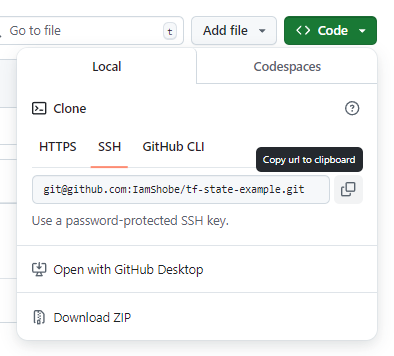 Go to file t Add file Code
Local Codespaces
Clone
HTTPS SSH GitHub CLI
Copy url to clipboard
git@github.com:IamShobe/tf-state-example.git
Use a password-protected SSH key.
Open with GitHub Desktop
Download ZIP